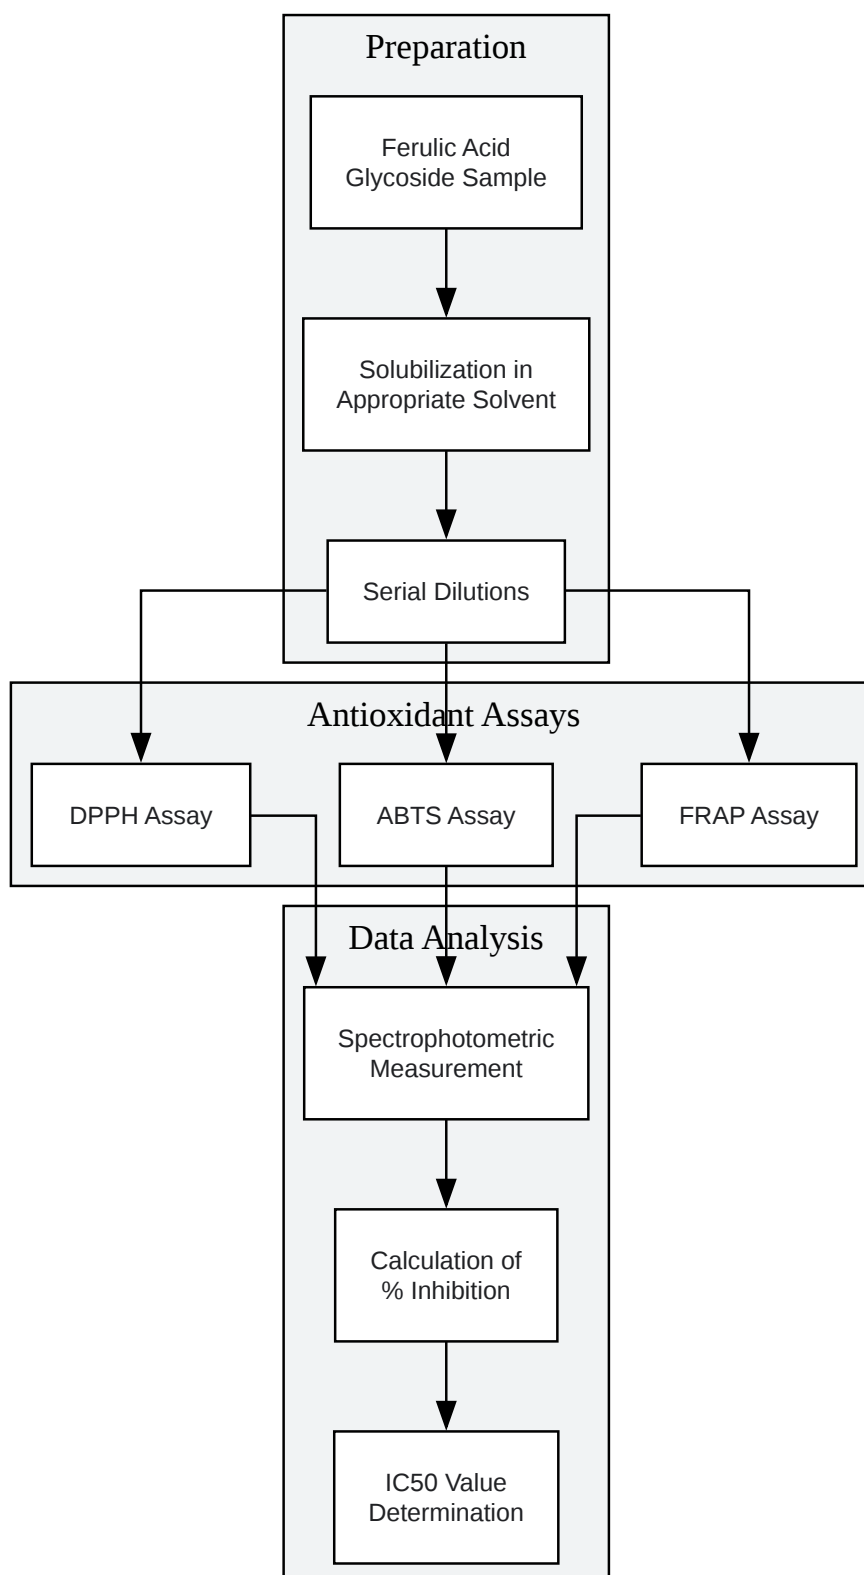 Preparation
Ferulic Acid
Glycoside Sample
Solubilization in
Appropriate Solvent
Serial Dilutions
Antioxidant Assays
DPPH Assay
ABTS Assay
FRAP Assay
Data Analysis
Spectrophotometric
Measurement
Calculation of
% Inhibition
IC50 Value
Determination